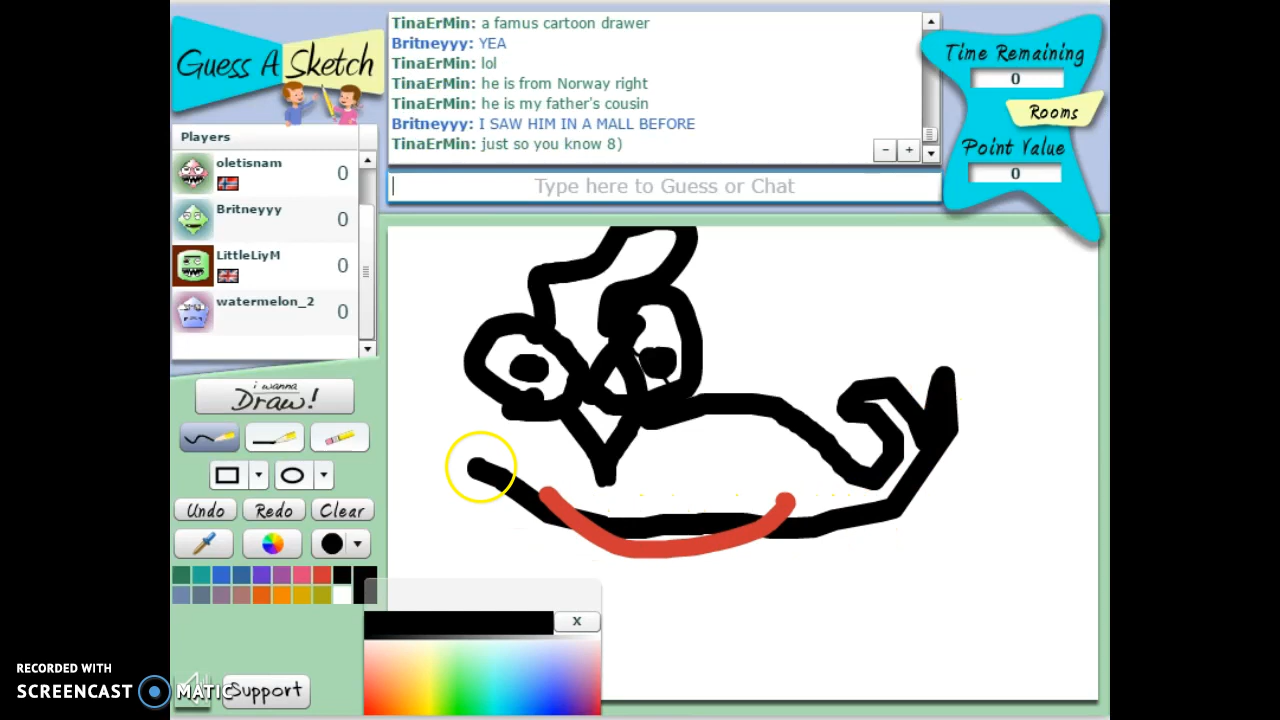 Guess A Sketch
TinaErMin: a famus cartoon drawer
Britneyyy: YEA
TinaErMin: lol
TinaErMin: he is from Norway right
TinaErMin: he is my father's cousin
Britneyyy: I SAW HIM IN A MALL BEFORE
TinaErMin: just so you know 8)
− +
Type here to Guess or Chat
Time Remaining
0
Rooms
Point Value
0
Players
oletisnam 0
Britneyyy 0
LittleLiyM 0
watermelon_2 0
i wanna
Draw!
Undo Redo Clear
X
Support
RECORDED WITH
SCREENCAST MATIC